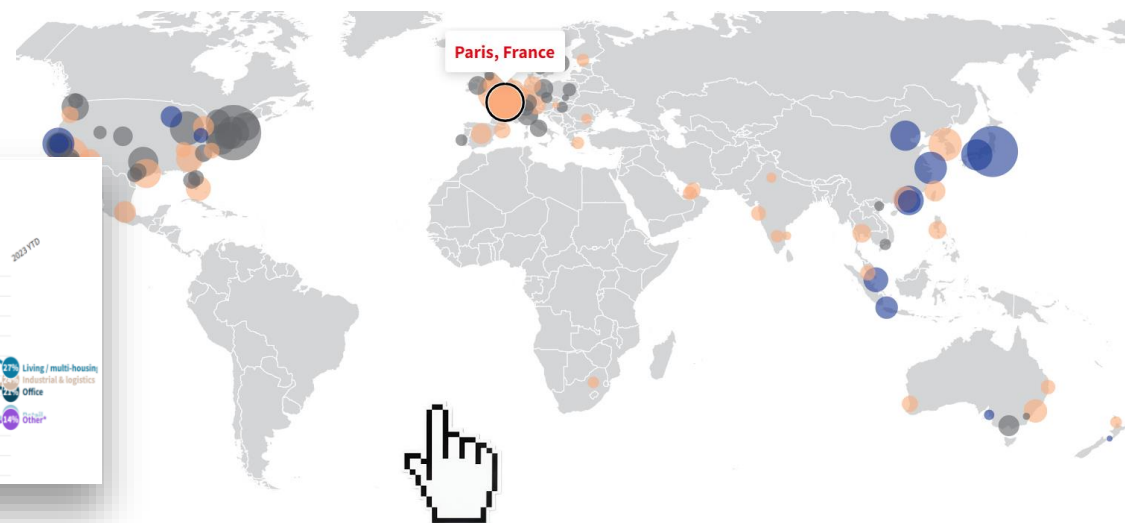 Paris, France
2023 YTD
27% Living / multi-housing
Industrial & logistics
Office
14% Other*